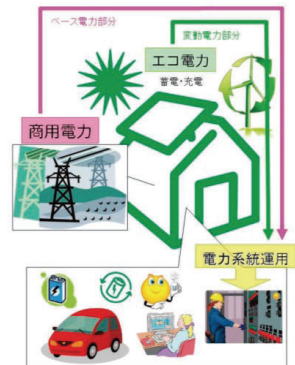 ベース電力部分
変動電力部分
エコ電力
蓄電・充電
商用電力
電力系統運用